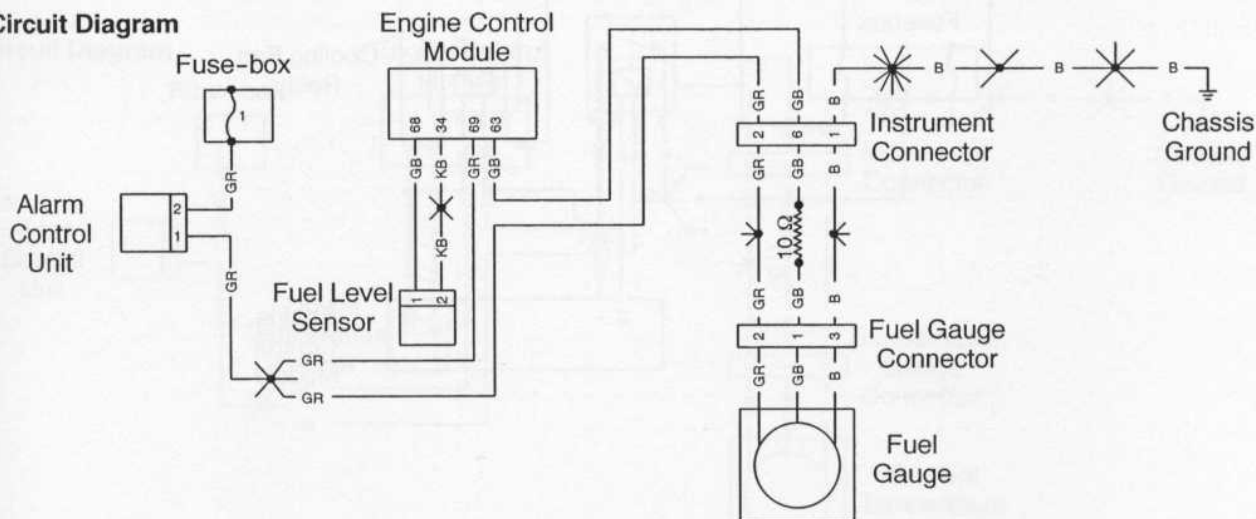 Circuit Diagram
Engine Control
Module
Fuse-box
1
68 34 69 63
GB KB GR GB
GR
Alarm
Control
Unit
2
1
GR
KB
Fuel Level
Sensor
1 2
GR
GR
GR GB B
2 6 1
Instrument
Connector
B B B
Chassis
Ground
GR GB B
10 Ω
GR GB B
2 1 3
Fuel Gauge
Connector
GR GB B
Fuel
Gauge